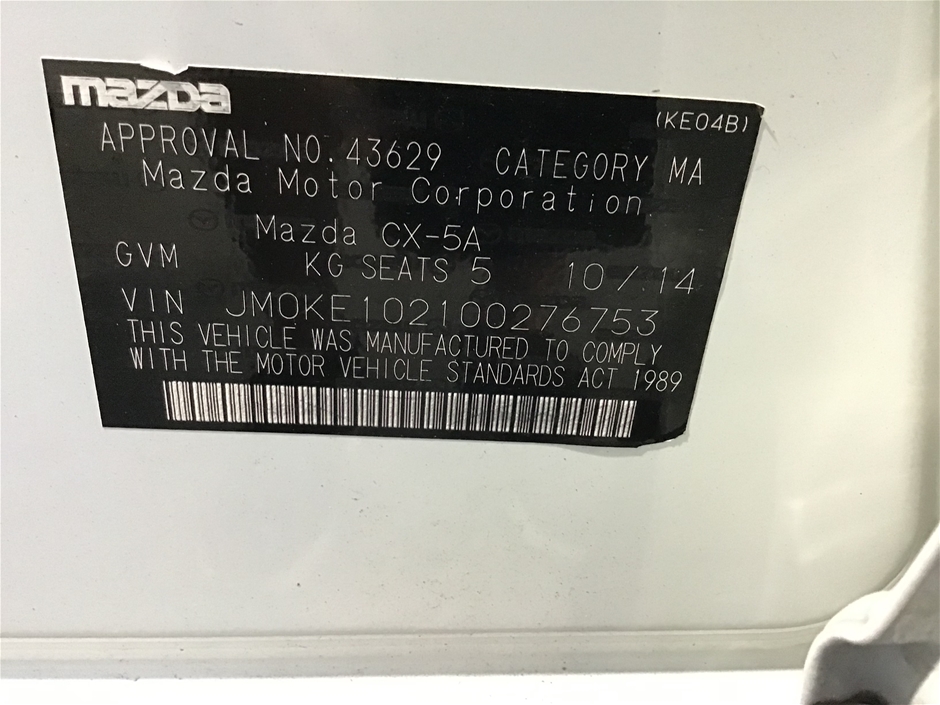 mazda
(KE04B)
APPROVAL NO. 43629 CATEGORY MA
Mazda Motor Corporation
Mazda CX-5A
GVM KG SEATS 5 10/14
VIN JM0KE102100276753
THIS VEHICLE WAS MANUFACTURED TO COMPLY
WITH THE MOTOR VEHICLE STANDARDS ACT 1989